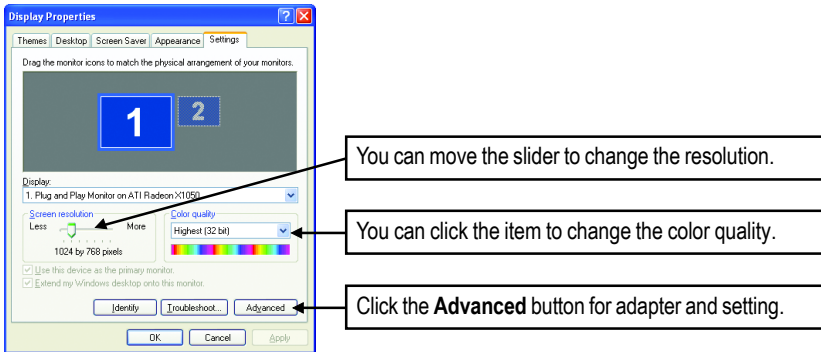 Display Properties
Themes Desktop Screen Saver Appearance Settings
Drag the monitor icons to match the physical arrangement of your monitors.
1 2
Display:
1. Plug and Play Monitor on ATI Radeon X1050
Screen resolution
Less More
1024 by 768 pixels
Color quality
Highest (32 bit)
Use this device as the primary monitor.
Extend my Windows desktop onto this monitor.
Identify Troubleshoot... Advanced
OK Cancel Apply
You can move the slider to change the resolution.
You can click the item to change the color quality.
Click the Advanced button for adapter and setting.